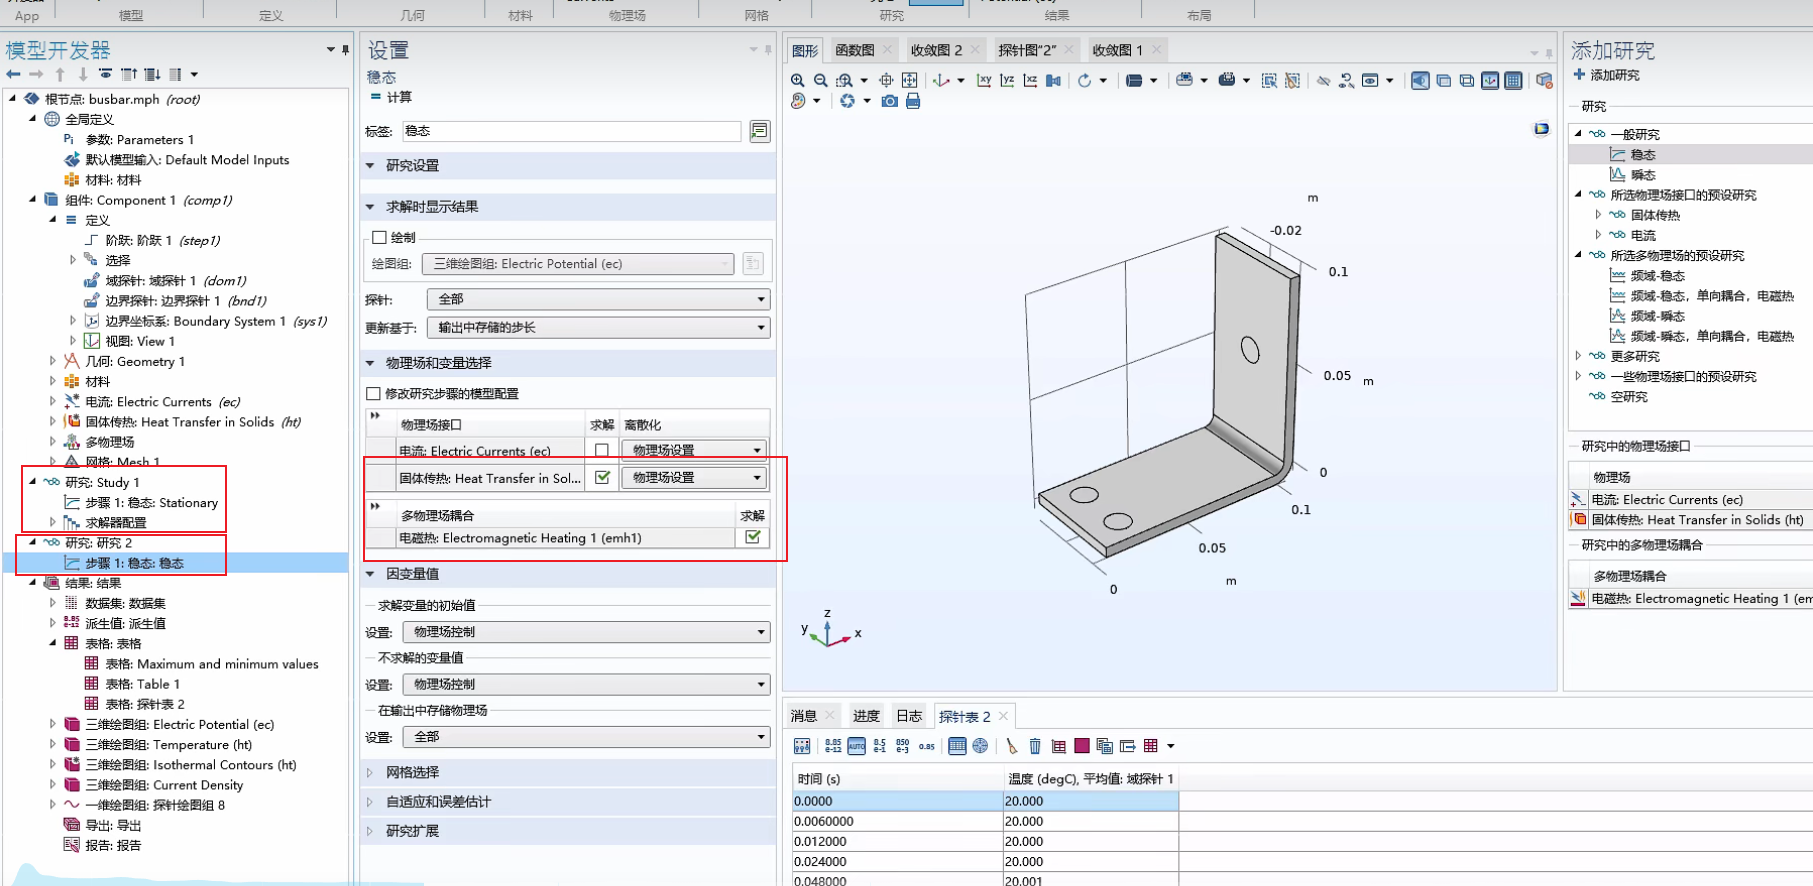 App
模型
定义
几何
材料
物理场
网格
研究
结果
布局
模型开发器
根节点: busbar.mph (root)
全局定义
Pi 参数: Parameters 1
默认模型输入: Default Model Inputs
材料: 材料
组件: Component 1 (comp1)
定义
阶跃: 阶跃 1 (step1)
选择
域探针: 域探针 1 (dom1)
边界探针: 边界探针 1 (bnd1)
边界坐标系: Boundary System 1 (sys1)
视图: View 1
几何: Geometry 1
材料
电流: Electric Currents (ec)
固体传热: Heat Transfer in Solids (ht)
多物理场
网格: Mesh 1
研究: Study 1
步骤 1: 稳态: Stationary
求解器配置
研究: 研究 2
步骤 1: 稳态: 稳态
结果: 结果
数据集: 数据集
8.85
e-12 派生值: 派生值
表格: 表格
表格: Maximum and minimum values
表格: Table 1
表格: 探针表 2
三维绘图组: Electric Potential (ec)
三维绘图组: Temperature (ht)
三维绘图组: Isothermal Contours (ht)
三维绘图组: Current Density
一维绘图组: 探针绘图组 8
导出: 导出
报告: 报告
设置
稳态
= 计算
标签: 稳态
研究设置
求解时显示结果
绘制
绘图组: 三维绘图组: Electric Potential (ec)
探针: 全部
更新基于: 输出中存储的步长
物理场和变量选择
修改研究步骤的模型配置
物理场接口 求解 离散化
电流: Electric Currents (ec) 物理场设置
固体传热: Heat Transfer in Sol... 物理场设置
多物理场耦合 求解
电磁热: Electromagnetic Heating 1 (emh1)
因变量值
求解变量的初始值
设置: 物理场控制
不求解的变量值
设置: 物理场控制
在输出中存储物理场
设置: 全部
网格选择
自适应和误差估计
研究扩展
图形 函数图 收敛图 2 探针图“2” 收敛图 1
xy yz xz
m
-0.02
0.1
0.05 m
0
0.1
0.05
m
0
z
y x
消息 进度 日志 探针表 2
8.85
e-12 AUTO 8.5
e-1 850
e-3 0.85
时间 (s) 温度 (degC), 平均值: 域探针 1
0.0000 20.000
0.0060000 20.000
0.012000 20.000
0.024000 20.000
0.048000 20.001
添加研究
+ 添加研究
研究
一般研究
稳态
瞬态
所选物理场接口的预设研究
固体传热
电流
所选多物理场的预设研究
频域-稳态
频域-稳态, 单向耦合, 电磁热
频域-瞬态
频域-瞬态, 单向耦合, 电磁热
更多研究
一些物理场接口的预设研究
空研究
研究中的物理场接口
物理场
电流: Electric Currents (ec)
固体传热: Heat Transfer in Solids (ht)
研究中的多物理场耦合
多物理场耦合
电磁热: Electromagnetic Heating 1 (em